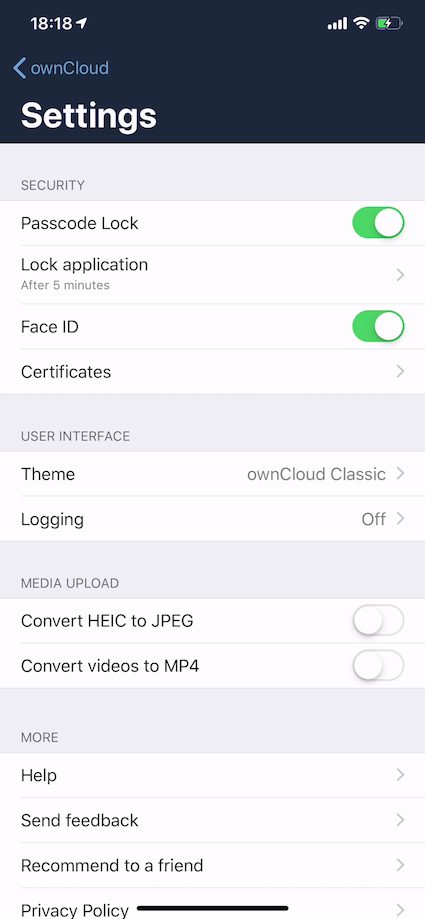 18:18
ownCloud
Settings
SECURITY
Passcode Lock
Lock application
After 5 minutes
Face ID
Certificates
USER INTERFACE
Theme ownCloud Classic
Logging Off
MEDIA UPLOAD
Convert HEIC to JPEG
Convert videos to MP4
MORE
Help
Send feedback
Recommend to a friend
Privacy Policy